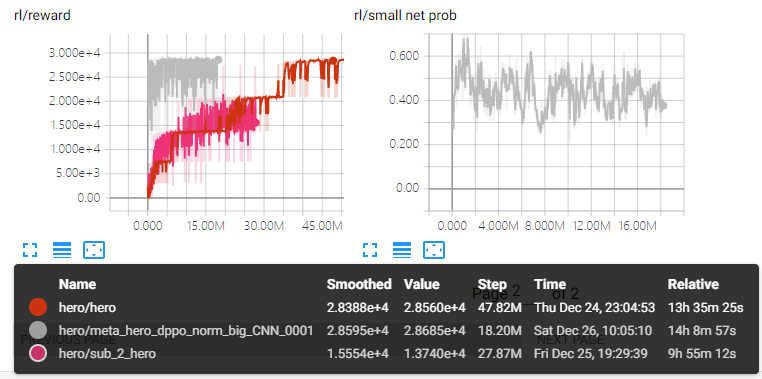 rl/reward
rl/small net prob
3.000e+4
2.500e+4
2.000e+4
1.500e+4
1.000e+4
5.00e+3
0.00
0.000 15.00M 30.00M 45.00M
0.600
0.400
0.200
0.00
0.000 4.000M 8.000M 12.00M 16.00M
Page 2 of 2
Name Smoothed Value Step Time Relative
hero/hero 2.8388e+4 2.8560e+4 47.82M Thu Dec 24, 23:04:53 13h 35m 25s
hero/meta_hero_dppo_norm_big_CNN_0001 2.8595e+4 2.8685e+4 18.20M Sat Dec 26, 10:05:10 14h 8m 57s
PREVIOUS PAGE NEXT PAGE
hero/sub_2_hero 1.5554e+4 1.3740e+4 27.87M Fri Dec 25, 19:29:39 9h 55m 12s